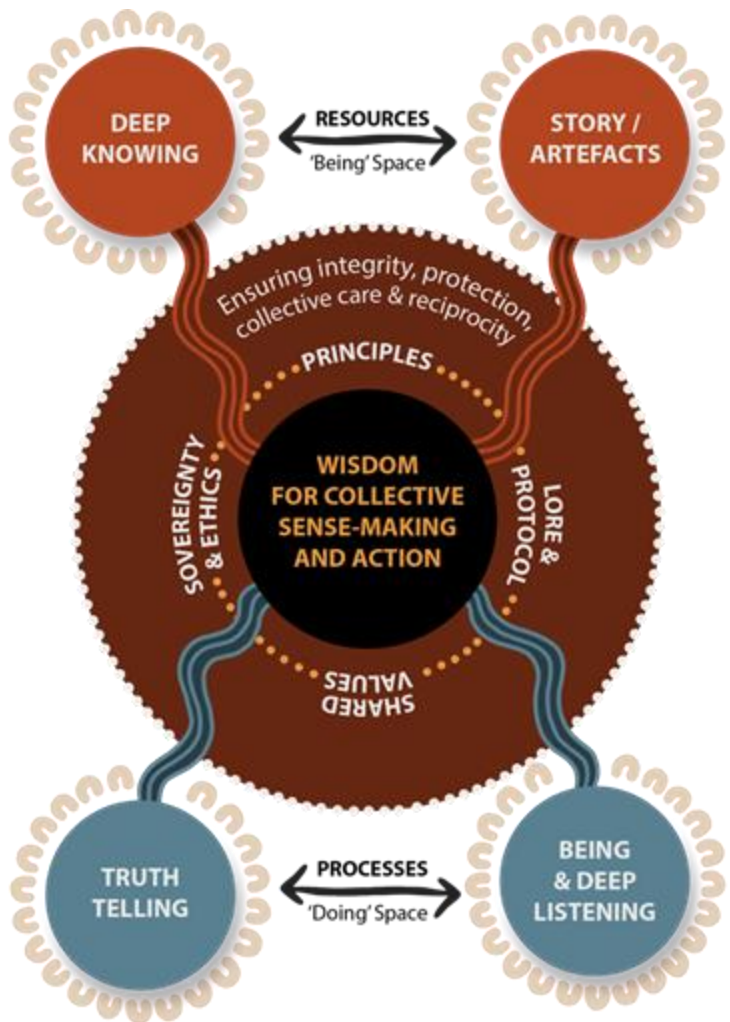 DEEP
KNOWING
RESOURCES
'Being' Space
STORY /
ARTEFACTS
Ensuring integrity, protection,
collective care & reciprocity
PRINCIPLES
SOVEREIGNTY
& ETHICS
WISDOM
FOR COLLECTIVE
SENSE-MAKING
AND ACTION
LORE &
PROTOCOL
SHARED
VALUES
TRUTH
TELLING
PROCESSES
'Doing' Space
BEING
& DEEP
LISTENING